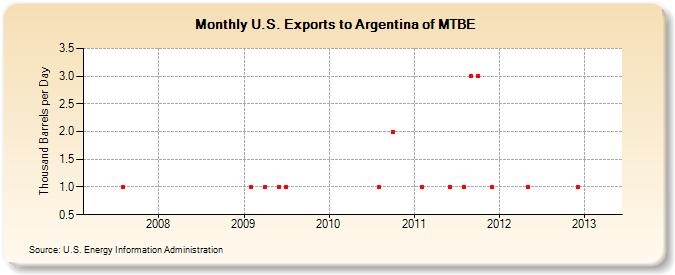 Monthly U.S. Exports to Argentina of MTBE
Thousand Barrels per Day
3.5
3.0
2.5
2.0
1.5
1.0
0.5
2008 2009 2010 2011 2012 2013
Source: U.S. Energy Information Administration